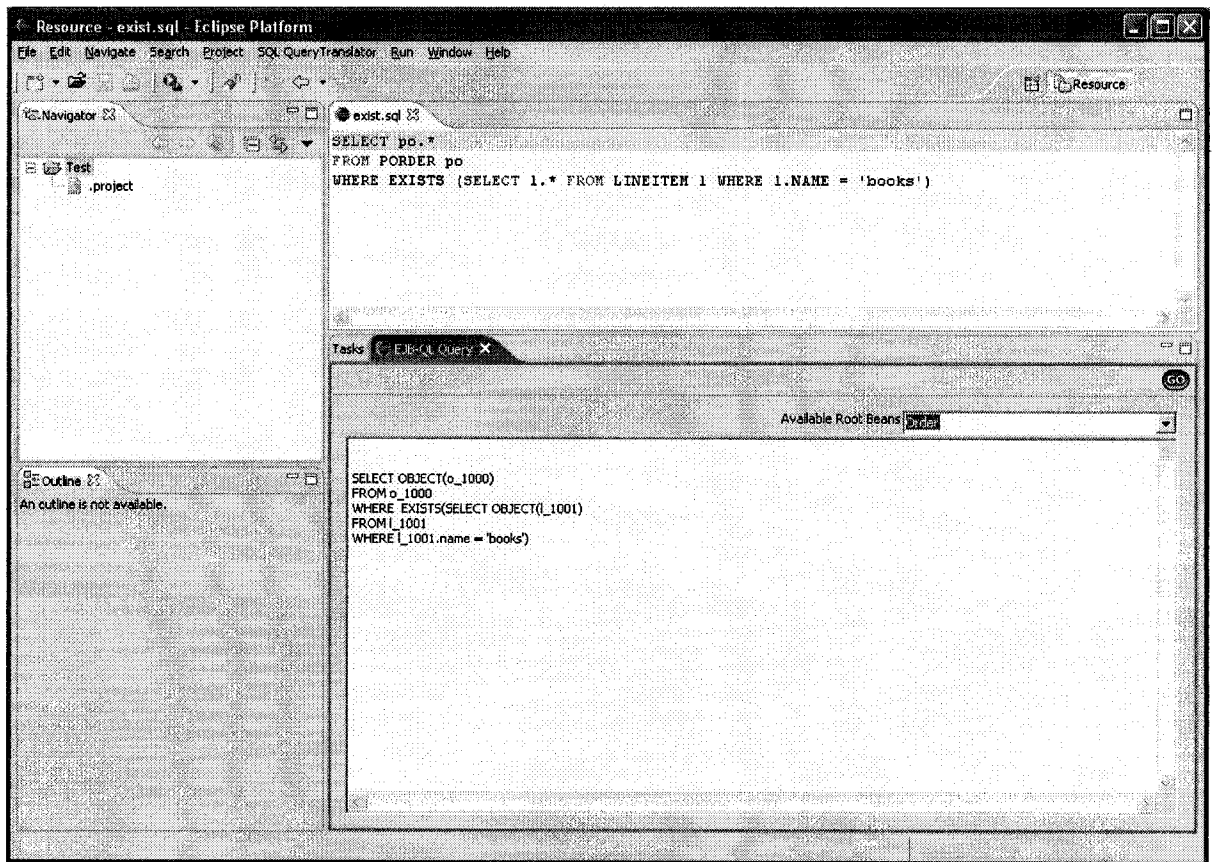 Resource - exist.sql - Eclipse Platform
File Edit Navigate Search Project SQL QueryTranslator Run Window Help
Resource
Navigator
Test
.project
exist.sql
SELECT po.*
FROM PORDER po
WHERE EXISTS (SELECT l.* FROM LINEITEM l WHERE l.NAME = 'books')
Tasks EJB-QL Query
GO
Available Root Beans Order
SELECT OBJECT(o_1000)
FROM o_1000
WHERE EXISTS(SELECT OBJECT(l_1001)
FROM l_1001
WHERE l_1001.name = 'books')
Outline
An outline is not available.